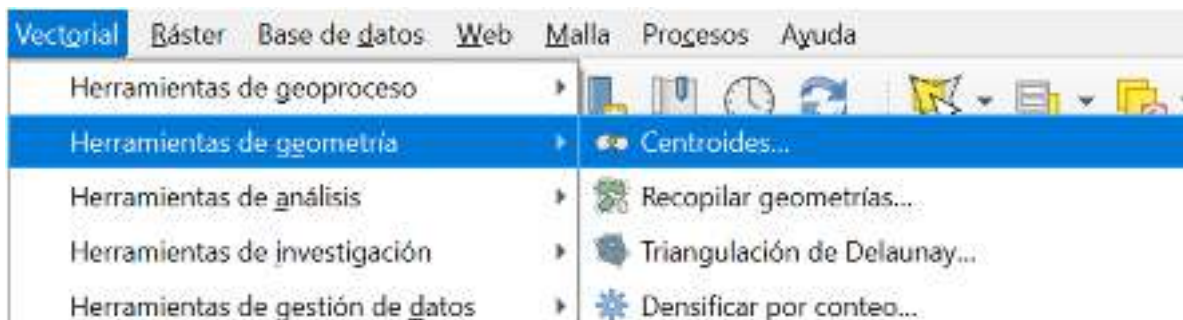 Vectorial Ráster Base de datos Web Malla Procesos Ayuda
Herramientas de geoproceso
Herramientas de geometría
Centroides...
Herramientas de análisis
Recopilar geometrías...
Herramientas de investigación
Triangulación de Delaunay...
Herramientas de gestión de datos
Densificar por conteo...